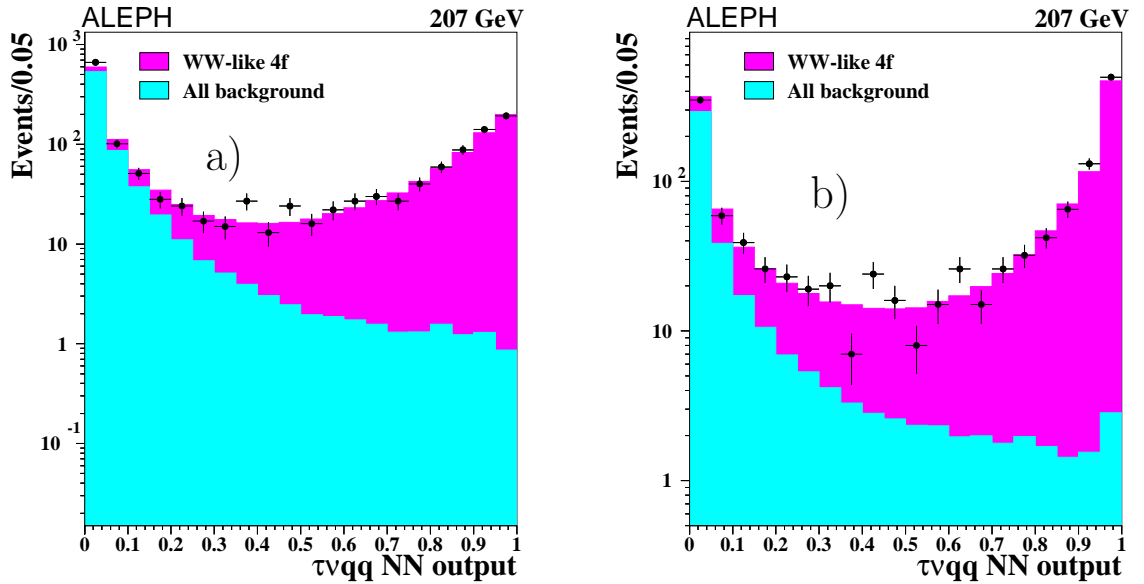 ALEPH 207 GeV
Events/0.05
10 3
10 2
10
1
10 -1
WW-like 4f
All background
a)
0 0.1 0.2 0.3 0.4 0.5 0.6 0.7 0.8 0.9 1
τνqq NN output
ALEPH 207 GeV
Events/0.05
10 2
10
1
WW-like 4f
All background
b)
0 0.1 0.2 0.3 0.4 0.5 0.6 0.7 0.8 0.9 1
τνqq NN output